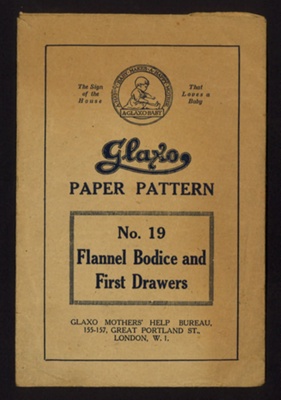 The Sign
of the
House
That
Loves a
Baby
A GLAXO BABY
Glaxo,
PAPER PATTERN
No. 19
Flannel Bodice and
First Drawers
GLAXO MOTHERS' HELP BUREAU,
155-157, GREAT PORTLAND ST.,
LONDON, W. 1.